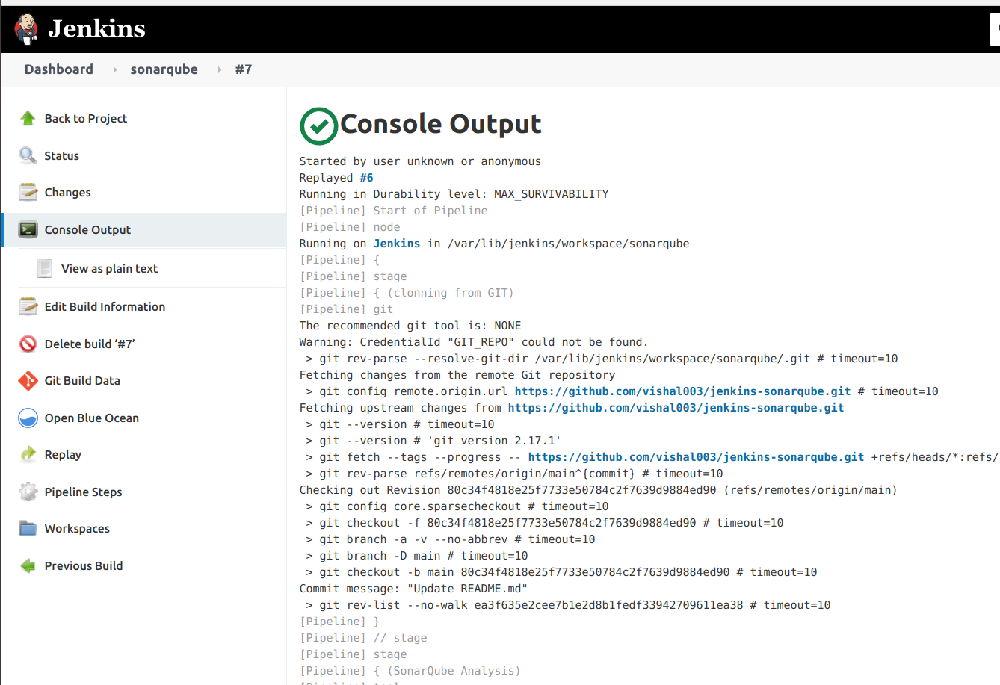 Jenkins
Dashboard
sonarqube
#7
Back to Project
Status
Changes
Console Output
View as plain text
Edit Build Information
Delete build ‘#7’
Git Build Data
Open Blue Ocean
Replay
Pipeline Steps
Workspaces
Previous Build
Console Output
Started by user unknown or anonymous
Replayed #6
Running in Durability level: MAX_SURVIVABILITY
[Pipeline] Start of Pipeline
[Pipeline] node
Running on Jenkins in /var/lib/jenkins/workspace/sonarqube
[Pipeline] {
[Pipeline] stage
[Pipeline] { (clonning from GIT)
[Pipeline] git
The recommended git tool is: NONE
Warning: CredentialId "GIT_REPO" could not be found.
> git rev-parse --resolve-git-dir /var/lib/jenkins/workspace/sonarqube/.git # timeout=10
Fetching changes from the remote Git repository
> git config remote.origin.url https://github.com/vishal003/jenkins-sonarqube.git # timeout=10
Fetching upstream changes from https://github.com/vishal003/jenkins-sonarqube.git
> git --version # timeout=10
> git --version # 'git version 2.17.1'
> git fetch --tags --progress -- https://github.com/vishal003/jenkins-sonarqube.git +refs/heads/*:refs/
> git rev-parse refs/remotes/origin/main^{commit} # timeout=10
Checking out Revision 80c34f4818e25f7733e50784c2f7639d9884ed90 (refs/remotes/origin/main)
> git config core.sparsecheckout # timeout=10
> git checkout -f 80c34f4818e25f7733e50784c2f7639d9884ed90 # timeout=10
> git branch -a -v --no-abbrev # timeout=10
> git branch -D main # timeout=10
> git checkout -b main 80c34f4818e25f7733e50784c2f7639d9884ed90 # timeout=10
Commit message: "Update README.md"
> git rev-list --no-walk ea3f635e2cee7b1e2d8b1fedf33942709611ea38 # timeout=10
[Pipeline] }
[Pipeline] // stage
[Pipeline] stage
[Pipeline] { (SonarQube Analysis)